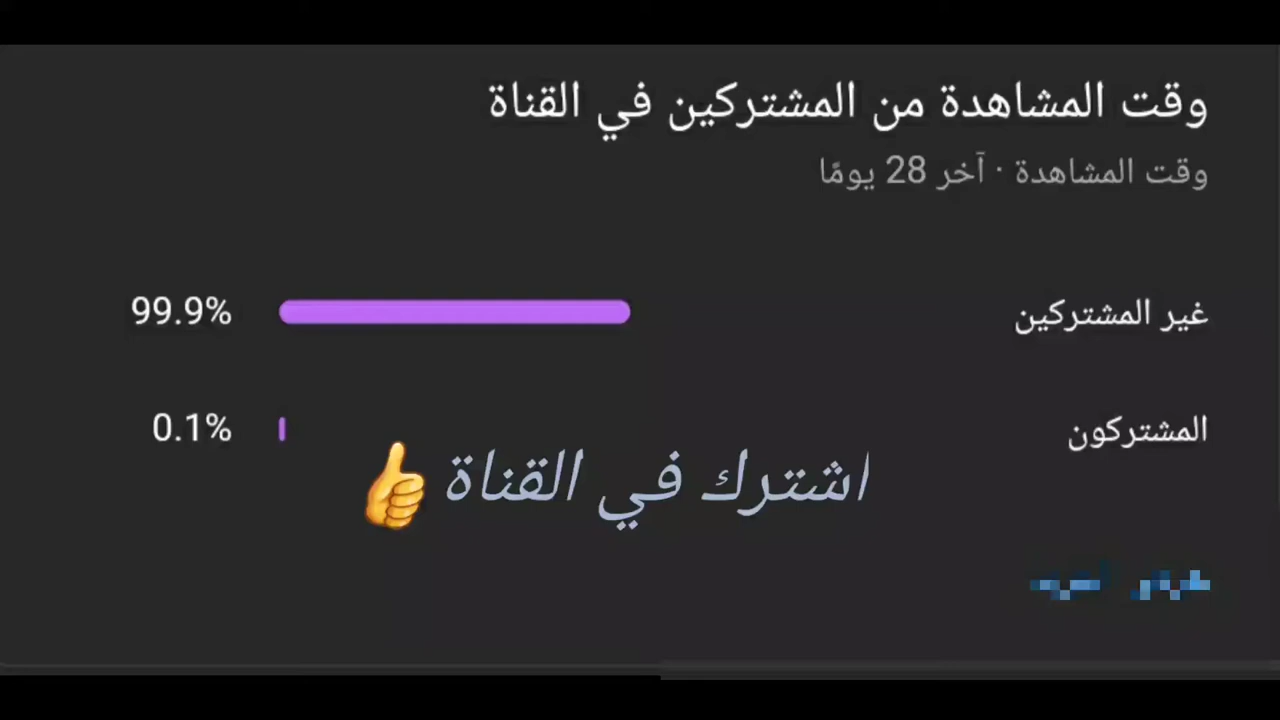 وقت المشاهدة من المشتركين في القناة
وقت المشاهدة · آخر 28 يومًا
غير المشتركين 99.9%
المشتركون 0.1%
اشترك في القناة 👍